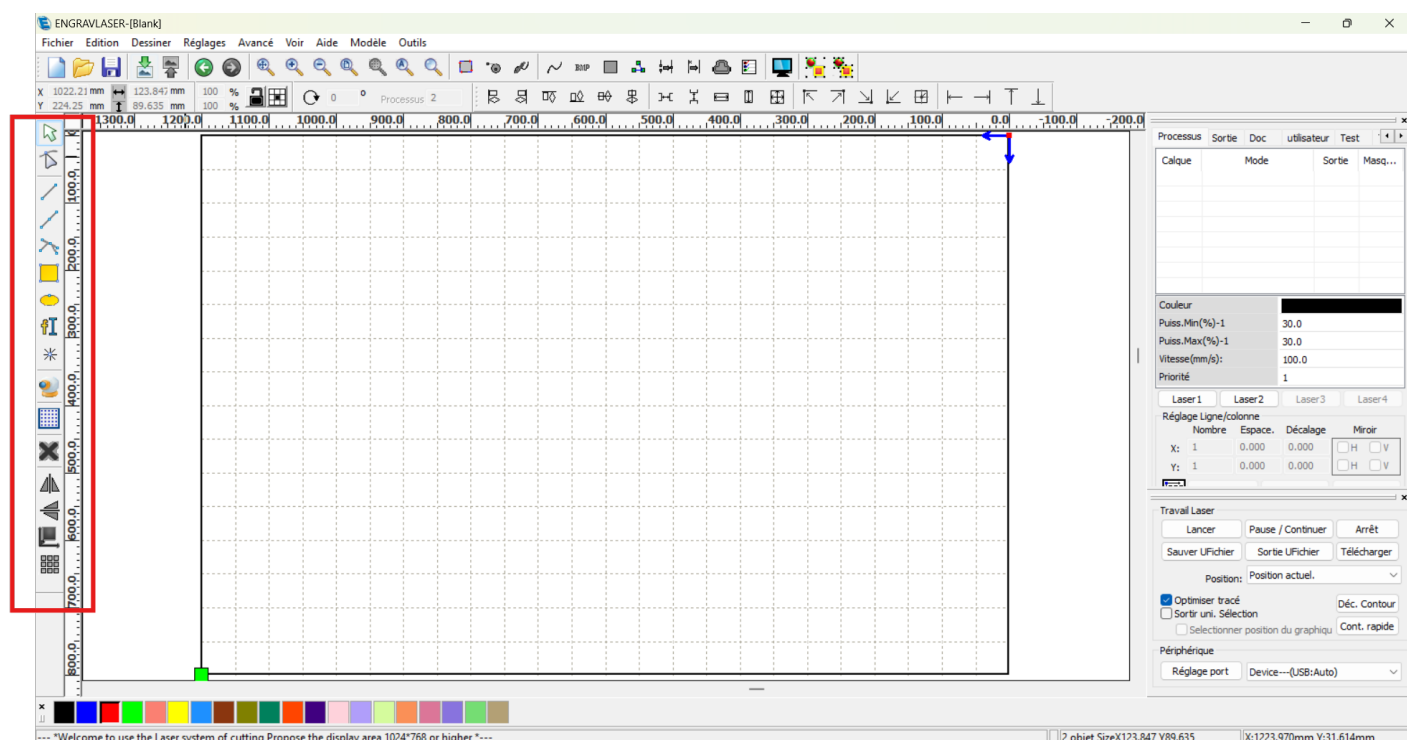 ENGRAVLASER-[Blank]
Fichier Edition Dessiner Réglages Avancé Voir Aide Modèle Outils
BMP
X 1022.21 mm 123.847 mm 100 %
Y 224.25 mm 89.635 mm 100 %
0 ° Processus 2
1300.0 1200.0 1100.0 1000.0 900.0 800.0 700.0 600.0 500.0 400.0 300.0 200.0 100.0 0.0 -100.0 -200.0
100.0
200.0
300.0
400.0
500.0
600.0
700.0
800.0
Processus Sortie Doc utilisateur Test
Calque Mode Sortie Masq...
Couleur
Puiss.Min(%)-1 30.0
Puiss.Max(%)-1 30.0
Vitesse(mm/s): 100.0
Priorité 1
Laser1 Laser2 Laser3 Laser4
Réglage Ligne/colonne
Nombre Espace. Décalage Miroir
X: 1 0.000 0.000 H V
Y: 1 0.000 0.000 H V
Travail Laser
Lancer Pause / Continuer Arrêt
Sauver UFichier Sortie UFichier Télécharger
Position: Position actuel.
Optimiser tracé Déc. Contour
Sortir uni. Sélection
Selectionner position du graphiqu Cont. rapide
Périphérique
Réglage port Device---(USB:Auto)
--- *Welcome to use the Laser system of cutting Propose the display area 1024*768 or higher *---
2 objet SizeX123.847 Y89.635 X:1223.970mm Y:31.614mm